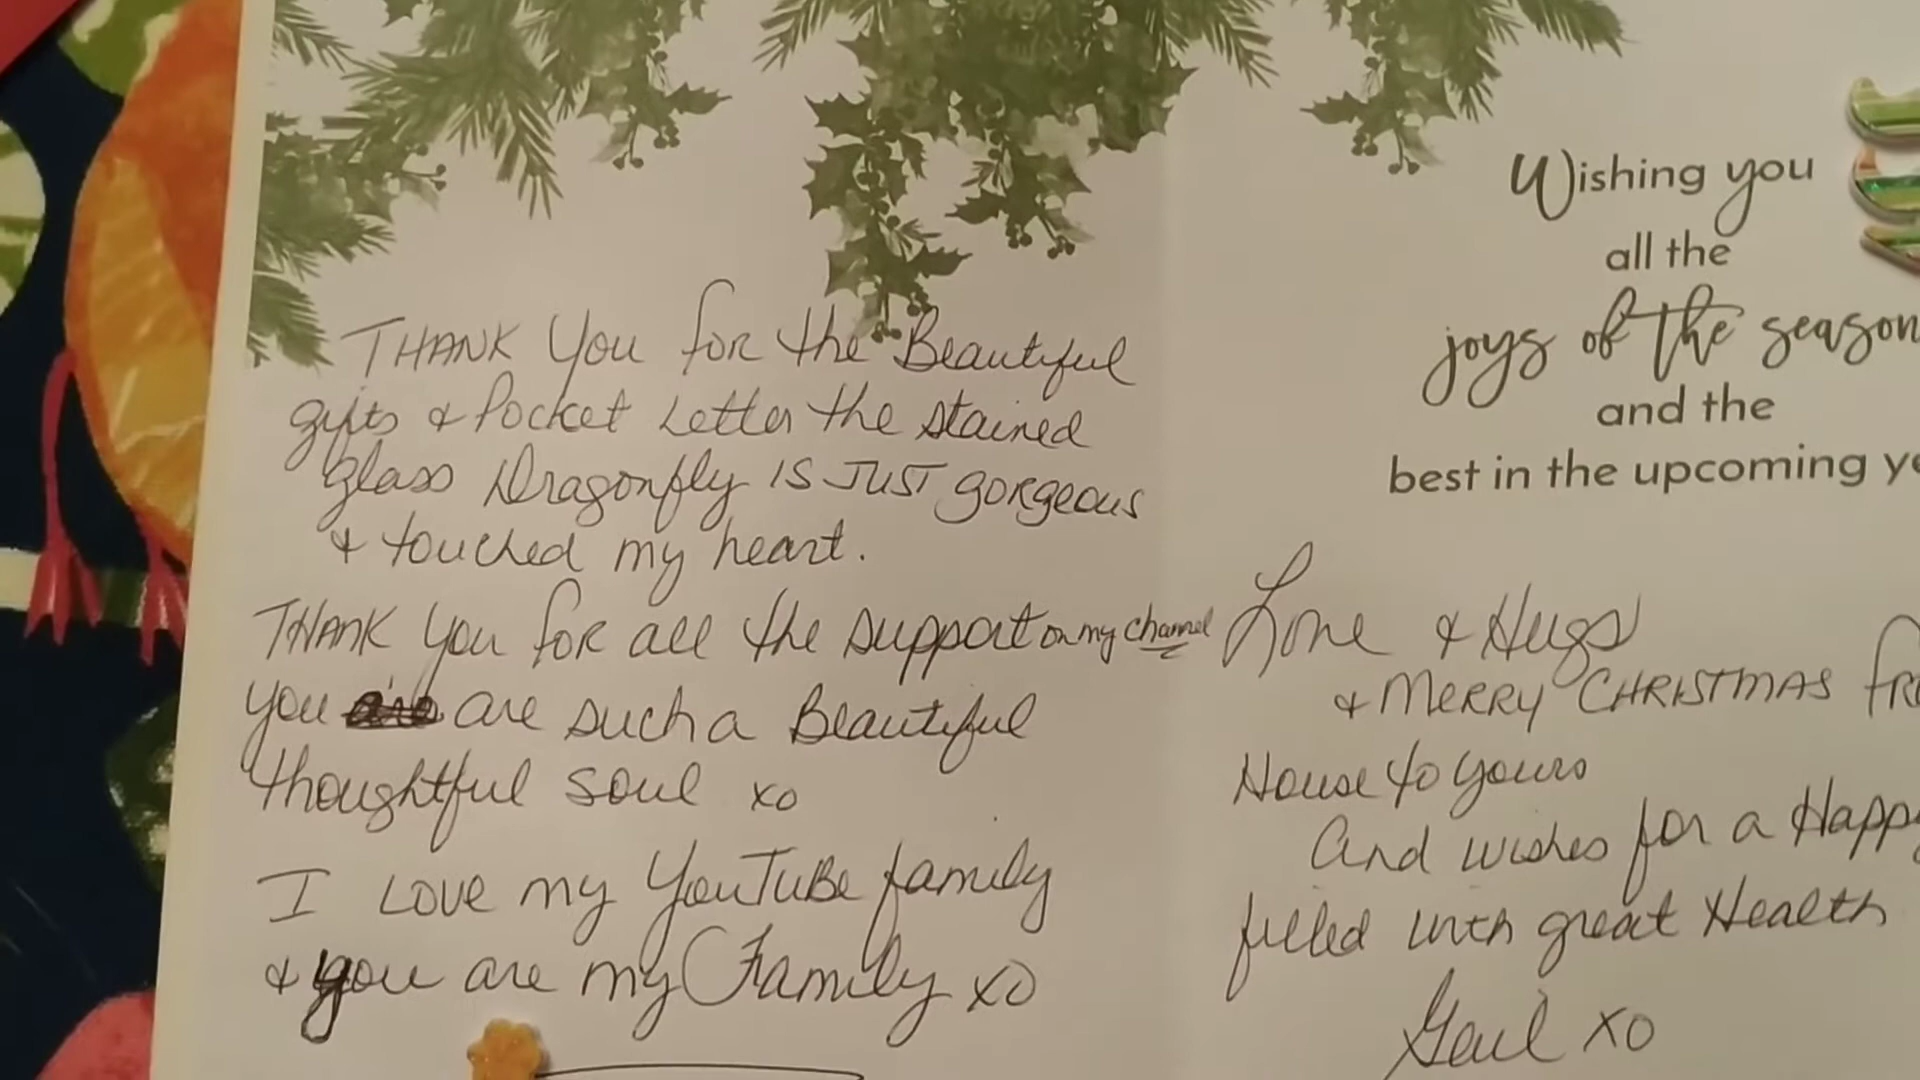 THANK You for the Beautiful
gifts & Pocket Letter the stained
glass Dragonfly IS JUST gorgeous
& touched my heart.
THANK you for all the support on my channel
you are such a Beautiful
thoughtful soul xo
I LOVE my YouTube family
& you are my Family xo
Wishing you
all the
joys of the season
and the
best in the upcoming ye
Love & Hugs
& MERRY CHRISTMAS fro
House to yours
And wishes for a Happy
filled with great Health
Gail xo